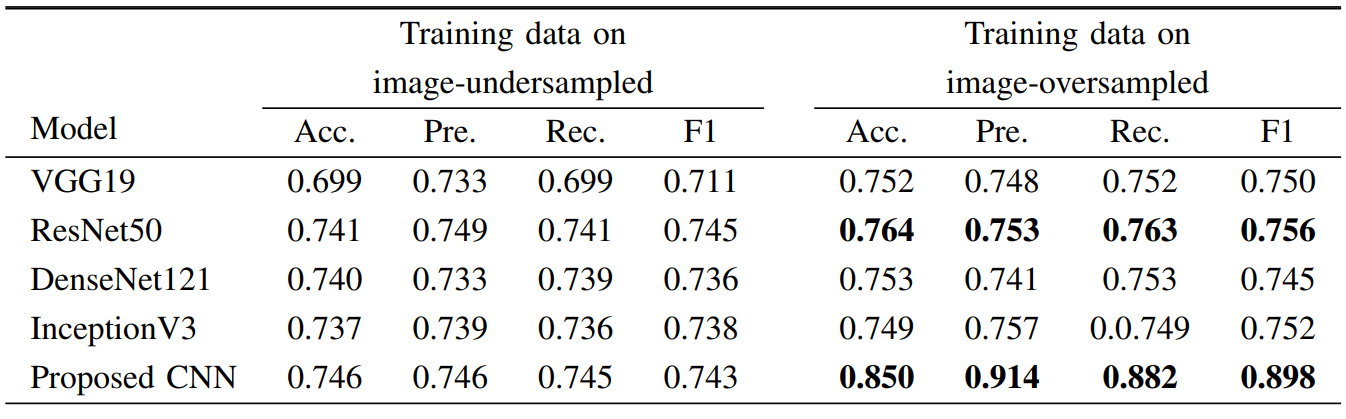 Training data on Training data on
image-undersampled image-oversampled
Model Acc. Pre. Rec. F1 Acc. Pre. Rec. F1
VGG19 0.699 0.733 0.699 0.711 0.752 0.748 0.752 0.750
ResNet50 0.741 0.749 0.741 0.745 0.764 0.753 0.763 0.756
DenseNet121 0.740 0.733 0.739 0.736 0.753 0.741 0.753 0.745
InceptionV3 0.737 0.739 0.736 0.738 0.749 0.757 0.0.749 0.752
Proposed CNN 0.746 0.746 0.745 0.743 0.850 0.914 0.882 0.898